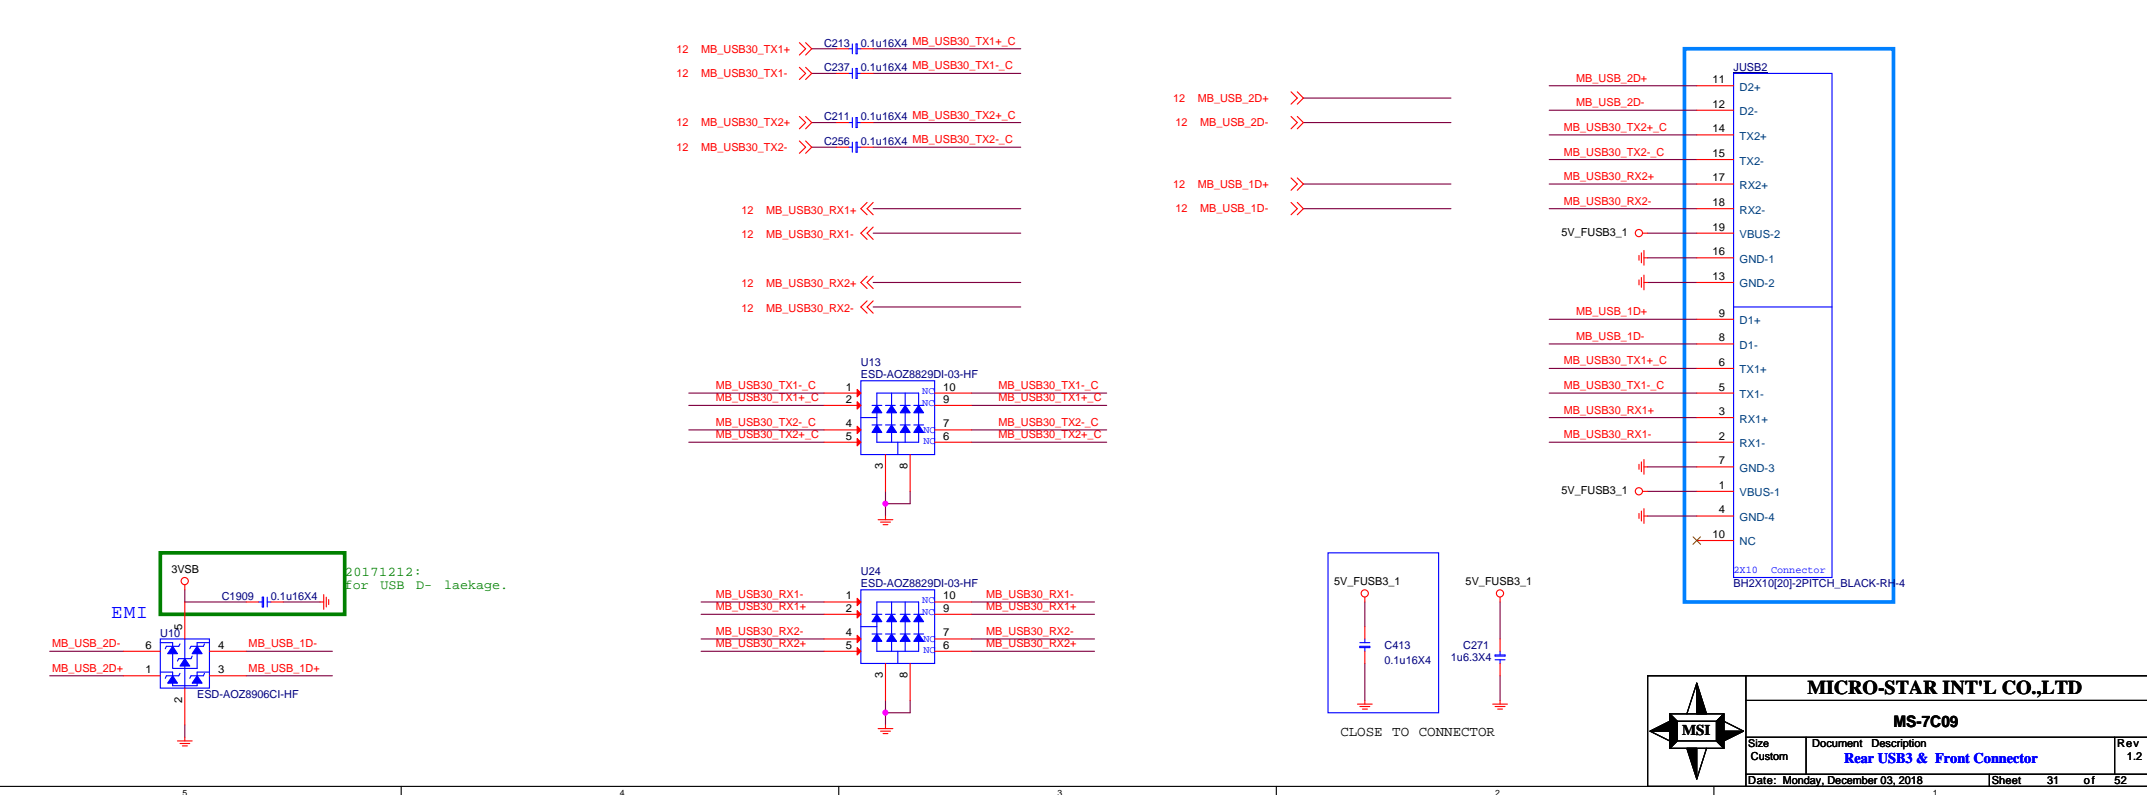 12 MB_USB30_TX1+ C213 0.1u16X4 MB_USB30_TX1+_C
12 MB_USB30_TX1- C237 0.1u16X4 MB_USB30_TX1-_C
12 MB_USB30_TX2+ C211 0.1u16X4 MB_USB30_TX2+_C
12 MB_USB30_TX2- C256 0.1u16X4 MB_USB30_TX2-_C
12 MB_USB30_RX1+
12 MB_USB30_RX1-
12 MB_USB30_RX2+
12 MB_USB30_RX2-
12 MB_USB_2D+
12 MB_USB_2D-
12 MB_USB_1D+
12 MB_USB_1D-
JUSB2
MB_USB_2D+ 11 D2+
MB_USB_2D- 12 D2-
MB_USB30_TX2+_C 14 TX2+
MB_USB30_TX2-_C 15 TX2-
MB_USB30_RX2+ 17 RX2+
MB_USB30_RX2- 18 RX2-
5V_FUSB3_1 19 VBUS-2
16 GND-1
13 GND-2
MB_USB_1D+ 9 D1+
MB_USB_1D- 8 D1-
MB_USB30_TX1+_C 6 TX1+
MB_USB30_TX1-_C 5 TX1-
MB_USB30_RX1+ 3 RX1+
MB_USB30_RX1- 2 RX1-
7 GND-3
5V_FUSB3_1 1 VBUS-1
4 GND-4
10 NC
2X10 Connector
BH2X10[20]-2PITCH_BLACK-RH-4
U13
ESD-AOZ8829DI-03-HF
MB_USB30_TX1-_C 1 NC 10 MB_USB30_TX1-_C
MB_USB30_TX1+_C 2 NC 9 MB_USB30_TX1+_C
MB_USB30_TX2-_C 4 NC 7 MB_USB30_TX2-_C
MB_USB30_TX2+_C 5 NC 6 MB_USB30_TX2+_C
3 8
U24
ESD-AOZ8829DI-03-HF
MB_USB30_RX1- 1 NC 10 MB_USB30_RX1-
MB_USB30_RX1+ 2 NC 9 MB_USB30_RX1+
MB_USB30_RX2- 4 NC 7 MB_USB30_RX2-
MB_USB30_RX2+ 5 NC 6 MB_USB30_RX2+
3 8
3VSB
C1909 0.1u16X4
20171212:
for USB D- laekage.
EMI
U10
5
MB_USB_2D- 6 4 MB_USB_1D-
MB_USB_2D+ 1 3 MB_USB_1D+
2
ESD-AOZ8906CI-HF
5V_FUSB3_1 5V_FUSB3_1
C413 C271
0.1u16X4 1u6.3X4
CLOSE TO CONNECTOR
MSI
MICRO-STAR INT'L CO.,LTD
MS-7C09
Size Document Description Rev
Custom Rear USB3 & Front Connector 1.2
Date: Monday, December 03, 2018 Sheet 31 of 52
5 4 3 2 1